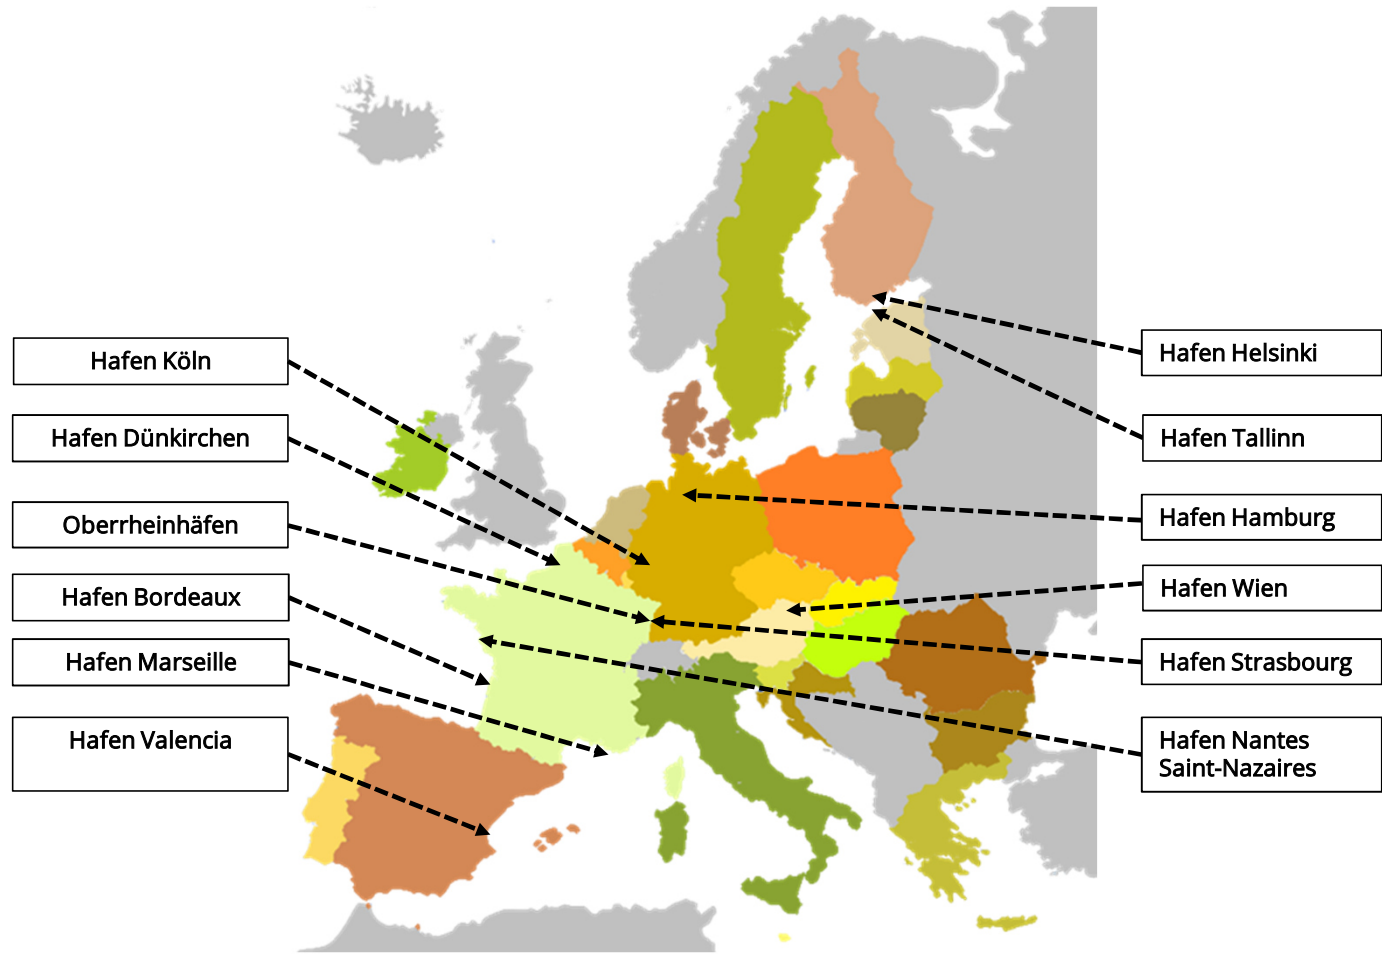 Hafen Köln
Hafen Dünkirchen
Oberrheinhäfen
Hafen Bordeaux
Hafen Marseille
Hafen Valencia
Hafen Helsinki
Hafen Tallinn
Hafen Hamburg
Hafen Wien
Hafen Strasbourg
Hafen Nantes
Saint-Nazaires